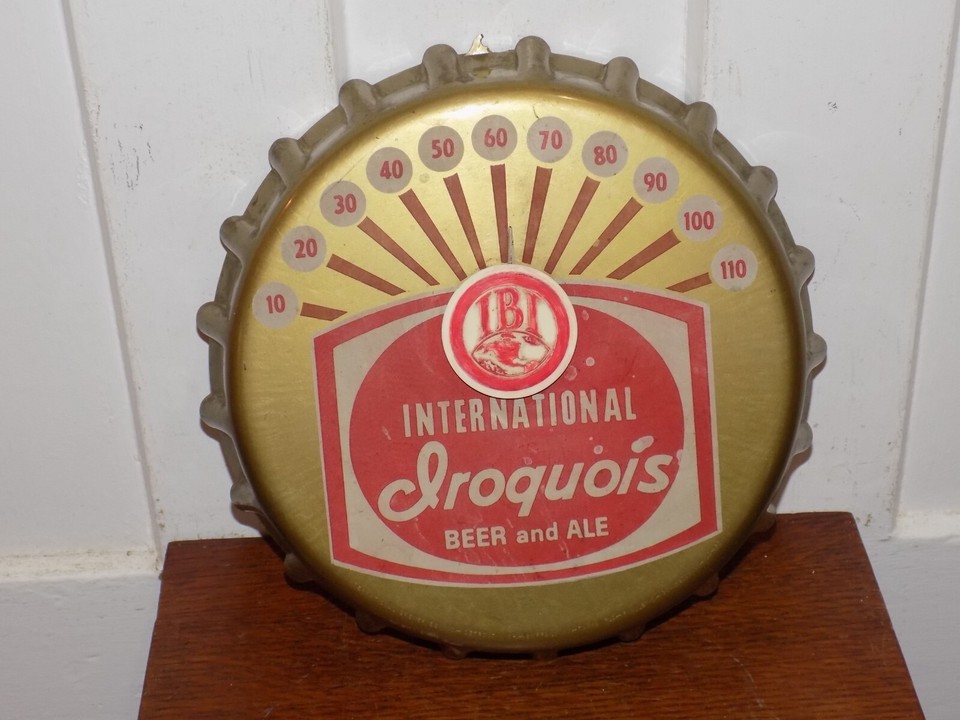 10
20
30
40
50
60
70
80
90
100
110
IBI
INTERNATIONAL
Iroquois
BEER and ALE